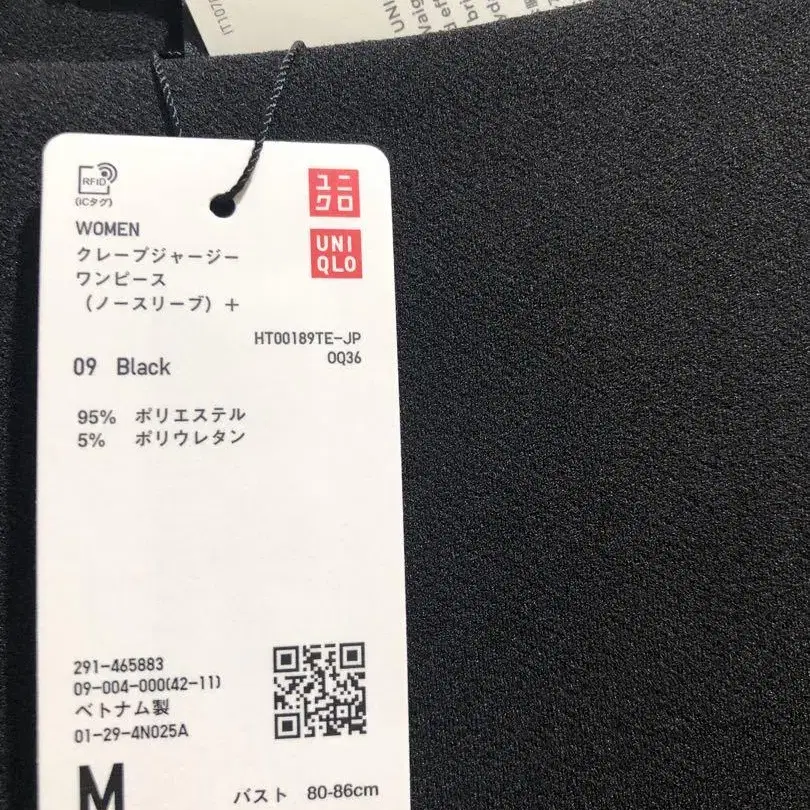 RFID
(ICタグ)
ユニ
クロ
UNI
QLO
WOMEN
クレープジャージー
ワンピース
(ノースリーブ)+
HT00189TE-JP
0Q36
09 Black
95% ポリエステル
5% ポリウレタン
291-465883
09-004-000(42-11)
ベトナム製
01-29-4N025A
M
バスト 80-86cm
UNI